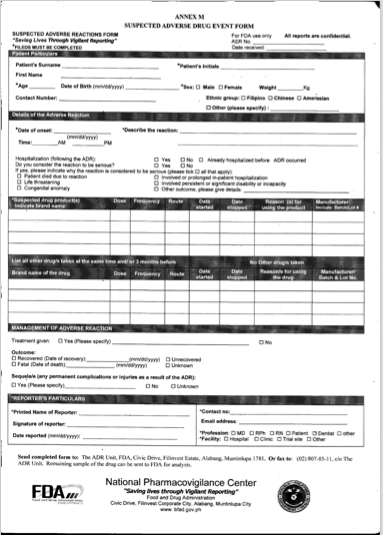 ANNEX M
SUSPECTED ADVERSE DRUG EVENT FORM
SUSPECTED ADVERSE REACTIONS FORM
"Saving Lives Through Vigilant Reporting"
*FILEDS MUST BE COMPLETED
For FDA use only All reports are confidential.
ASR No.
Date received
Patient Particulars
Patient's Surname *Patient's Initials
First Name
*Age Date of Birth (mm/dd/yyyy) *Sex: Male Female Weight Kg
Contact Number: Ethnic group: Filipino Chinese Amerasian
Other (please specify) :
Details of the Adverse Reaction
*Date of onset: *Describe the reaction:
(mm/dd/yyyy)
Time: AM PM
Hospitalization (following the ADR): Yes No Already hospitalized before ADR occurred
Do you consider the reaction to be serious? Yes No
If yes, please indicate why the reaction is considered to be serious (please tick all that apply)
Patient died due to reaction Involved or prolonged in-patient hospitalization
Life threatening Involved persistent or significant disability or incapacity
Congenital anomaly Other outcome, please give details:
*Suspected drug product(s) Dose Frequency Route Date started Date stopped Reason (s) for using the product Manufacturer/
Indicate brand name Include: Batch/Lot #
List all other drug/s taken at the same time and/ or 3 months before No Other drug/s taken
Brand name of the drug Dose Frequency Route Date started Date stopped Reason/s for using the drug Manufacturer/ Batch & Lot No.
MANAGEMENT OF ADVERSE REACTION
Treatment given: Yes (Please specify) No
Outcome:
Recovered (Date of recovery): (mm/dd/yyyy) Unrecovered
Fatal (Date of death): (mm/dd/yyyy) Unknown
Sequela/e (any permanent complications or injuries as a result of the ADR):
Yes (Please specify) No Unknown
*REPORTER'S PARTICULARS
*Printed Name of Reporter: *Contact no:
Signature of reporter: Email address
Date reported (mm/dd/yyyy): *Profession MD RPh RN Patient Dentist other
*Facility: Hospital Clinic Trial site Other
Send completed form to: The ADR Unit, FDA, Civic Drive, Filinvest Estate, Alabang, Muntinlupa 1781. Or fax to: (02) 807-85-11, c/o The
ADR Unit. Remaining sample of the drug can be sent to FDA for analysis.
FDA
National Pharmacovigilance Center
"Saving lives through Vigilant Reporting"
Food and Drug Administration
Civic Drive, Filinvest Corporate City, Alabang, Muntinlupa City
www.bfad.gov.ph